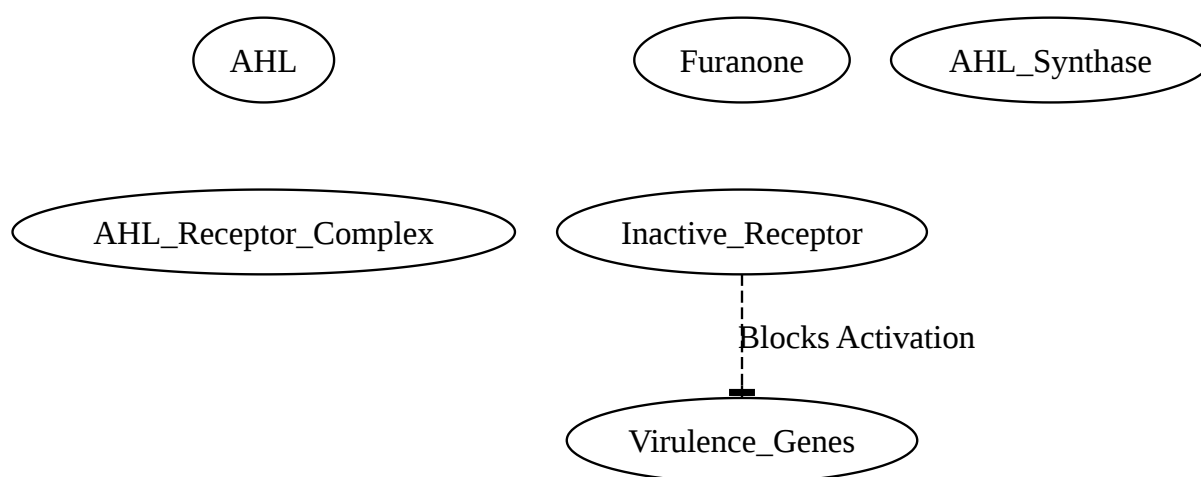 AHL
Furanone
AHL_Synthase
AHL_Receptor_Complex
Inactive_Receptor
Blocks Activation
Virulence_Genes